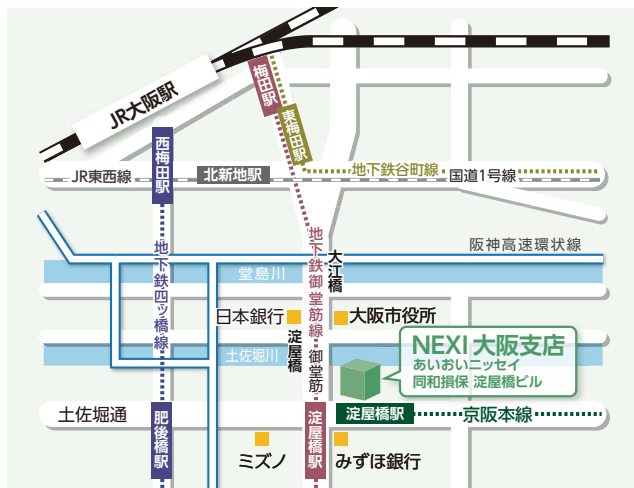 JR大阪駅
梅田駅
東梅田駅
西梅田駅
地下鉄谷町線
国道1号線
JR東西線
北新地駅
阪神高速環状線
地下鉄四ッ橋線
地下鉄御堂筋線
大江橋
堂島川
日本銀行
淀屋橋
大阪市役所
御堂筋
土佐堀川
NEXI 大阪支店
あいおいニッセイ
同和損保 淀屋橋ビル
土佐堀通
肥後橋駅
淀屋橋駅
淀屋橋駅
京阪本線
ミズノ
みずほ銀行